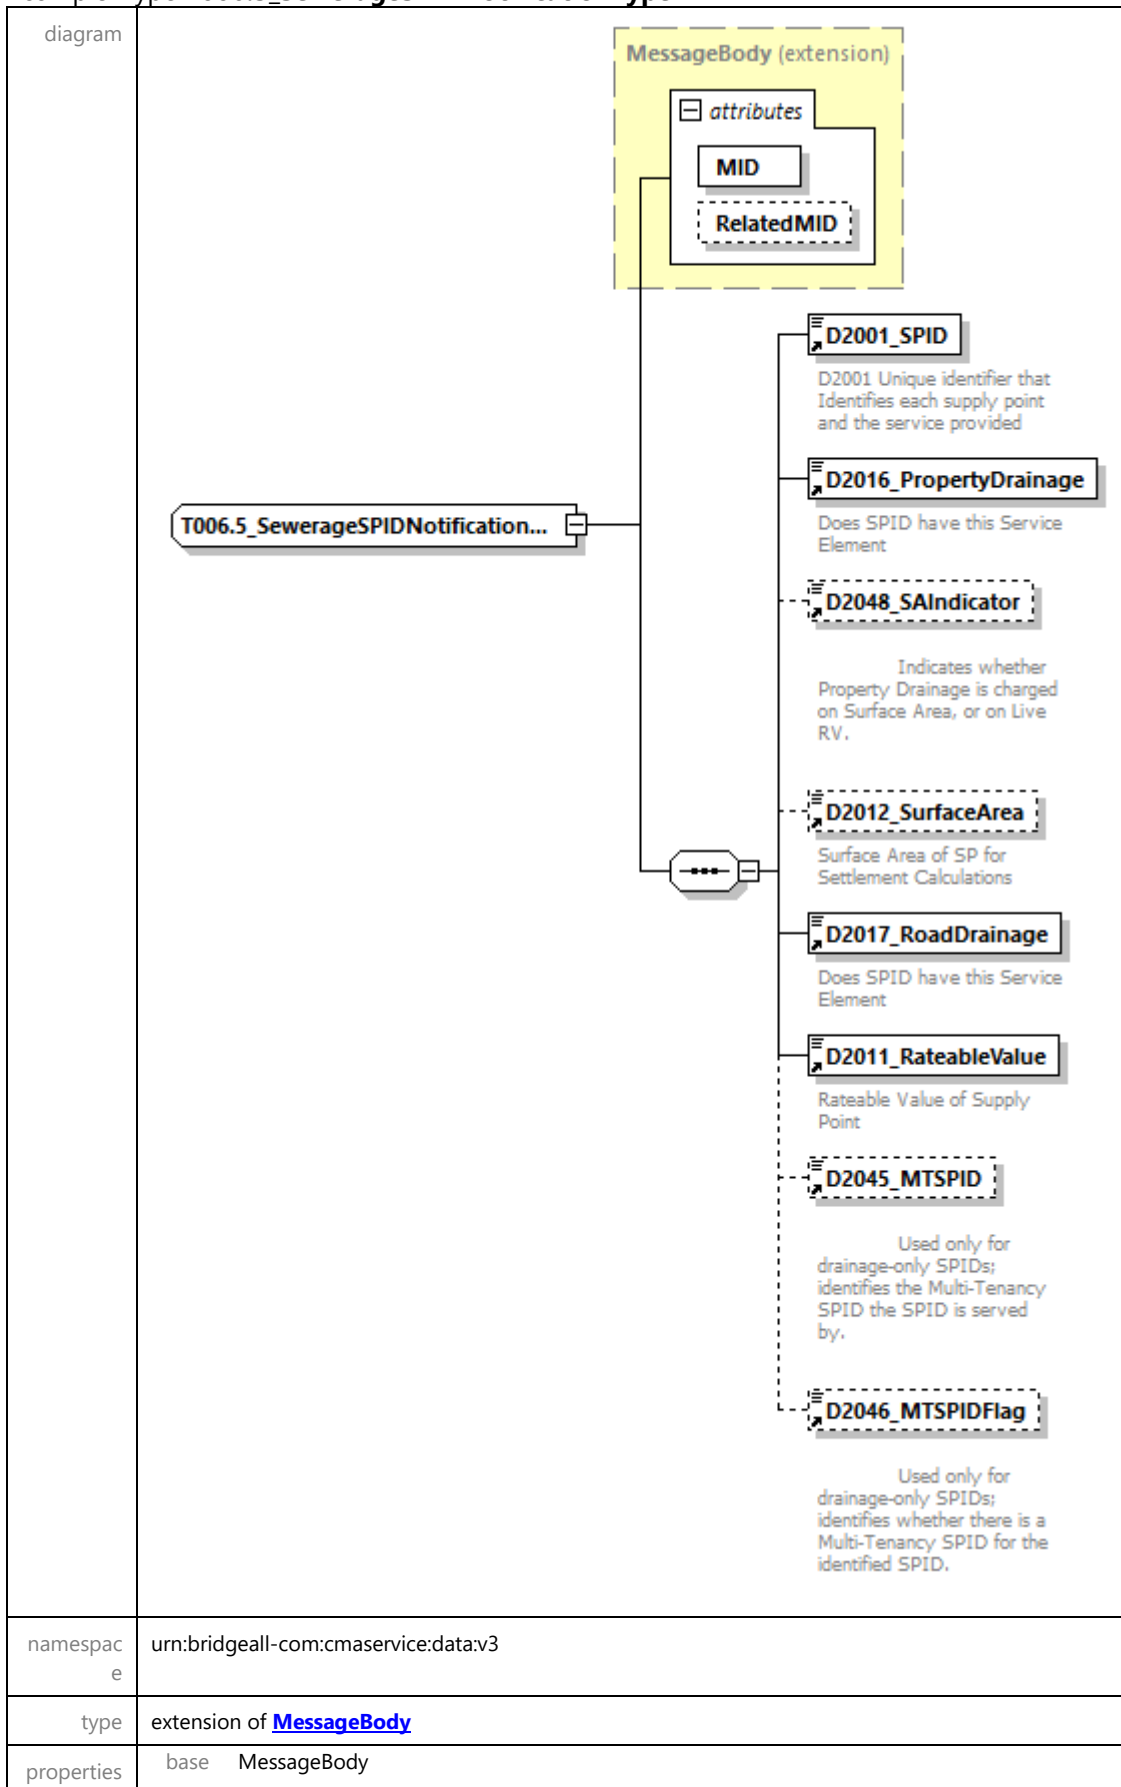 diagram
MessageBody (extension)
attributes
MID
RelatedMID
D2001_SPID
D2001 Unique identifier that
Identifies each supply point
and the service provided
D2016_PropertyDrainage
Does SPID have this Service
Element
T006.5_SewerageSPIDNotification...
D2048_SAIndicator
Indicates whether
Property Drainage is charged
on Surface Area, or on Live
RV.
D2012_SurfaceArea
Surface Area of SP for
Settlement Calculations
D2017_RoadDrainage
Does SPID have this Service
Element
D2011_RateableValue
Rateable Value of Supply
Point
D2045_MTSPID
Used only for
drainage-only SPIDs;
identifies the Multi-Tenancy
SPID the SPID is served
by.
D2046_MTSPIDFlag
Used only for
drainage-only SPIDs;
identifies whether there is a
Multi-Tenancy SPID for the
identified SPID.
namespac
e
urn:bridgeall-com:cmaservice:data:v3
type
extension of MessageBody
properties
base MessageBody